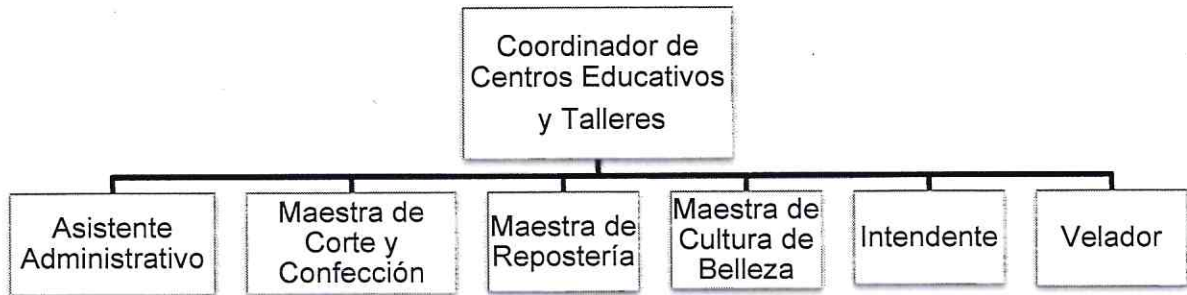 Coordinador de
Centros Educativos
y Talleres
Asistente
Administrativo
Maestra de
Corte y
Confección
Maestra de
Repostería
Maestra de
Cultura de
Belleza
Intendente
Velador